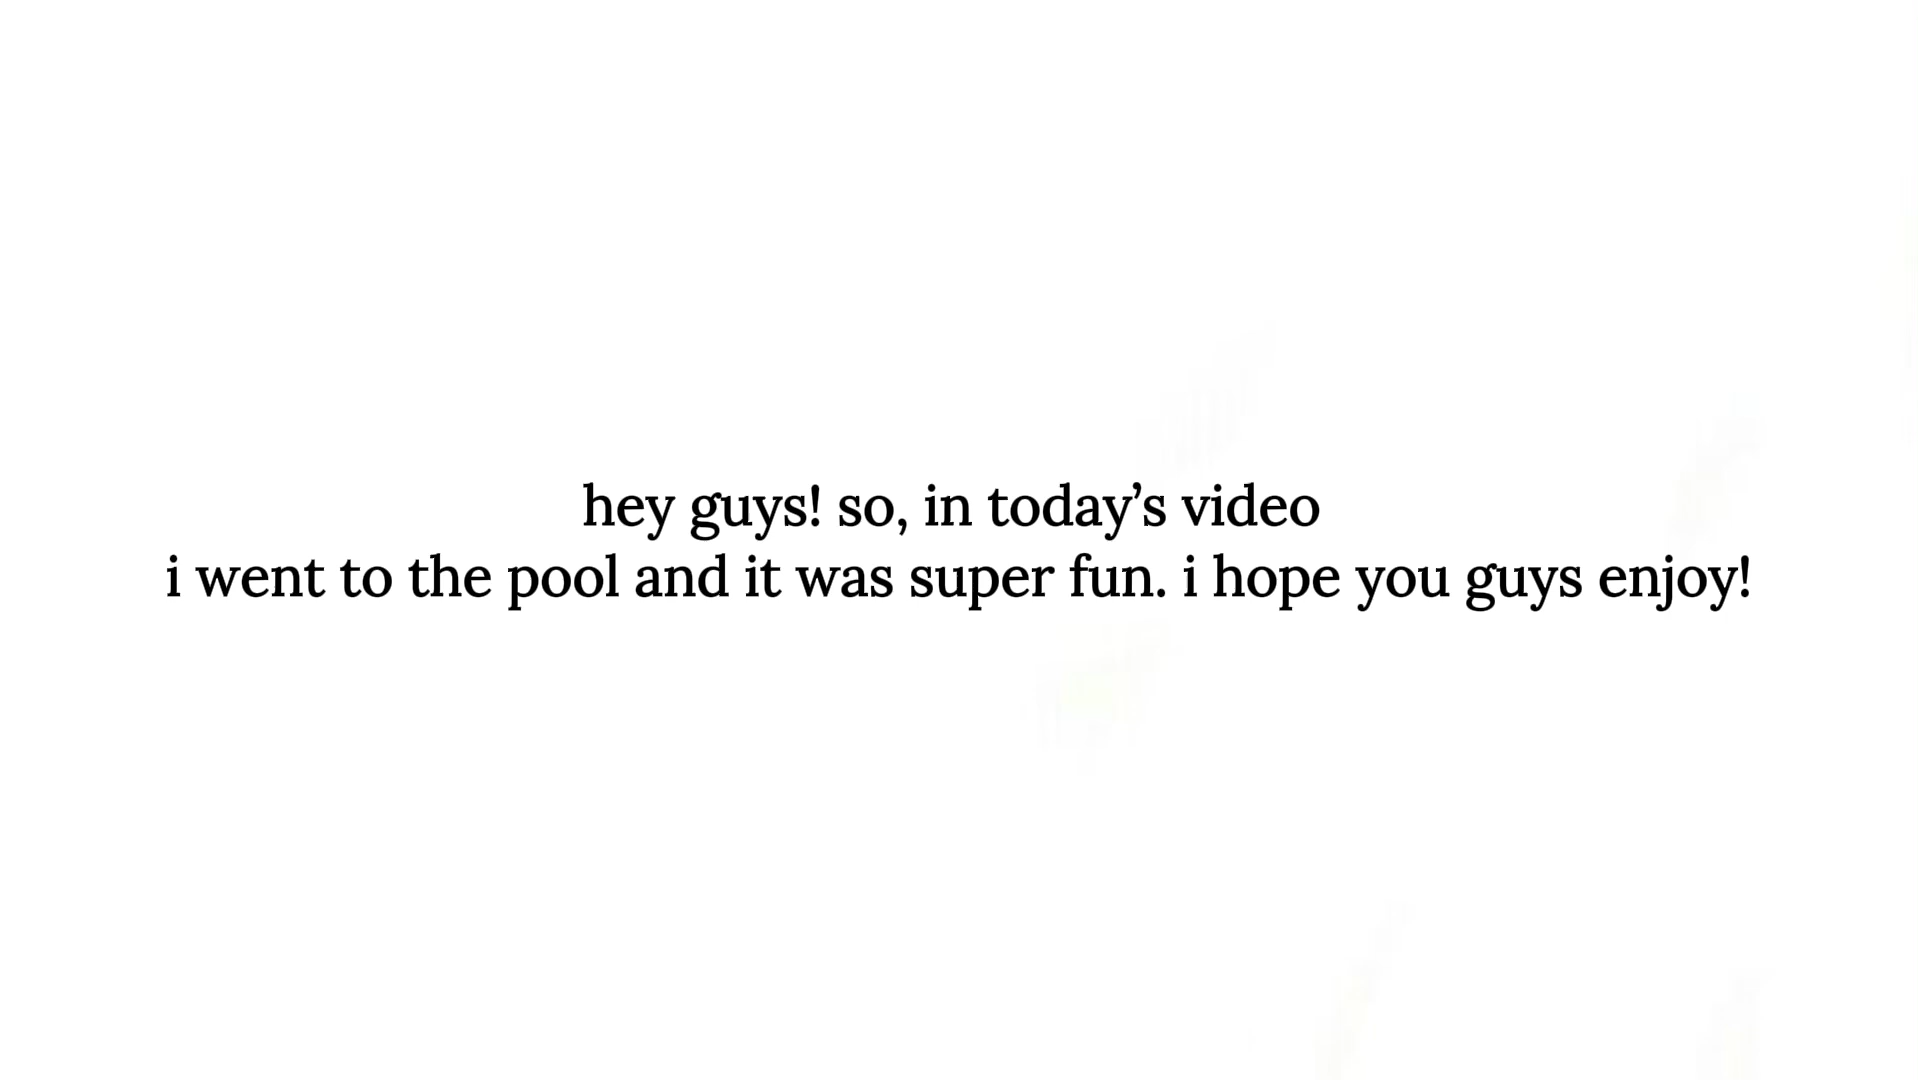 hey guys! so, in today’s video
i went to the pool and it was super fun. i hope you guys enjoy!